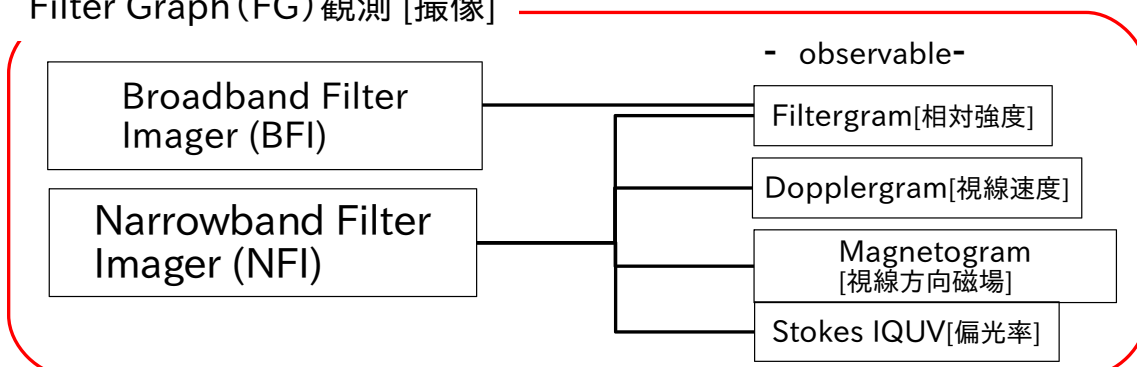 Filter Graph（FG）観測 [撮像]
- observable-
Broadband Filter
Imager (BFI)
Filtergram[相対強度]
Dopplergram[視線速度]
Narrowband Filter
Imager (NFI)
Magnetogram
[視線方向磁場]
Stokes IQUV[偏光率]